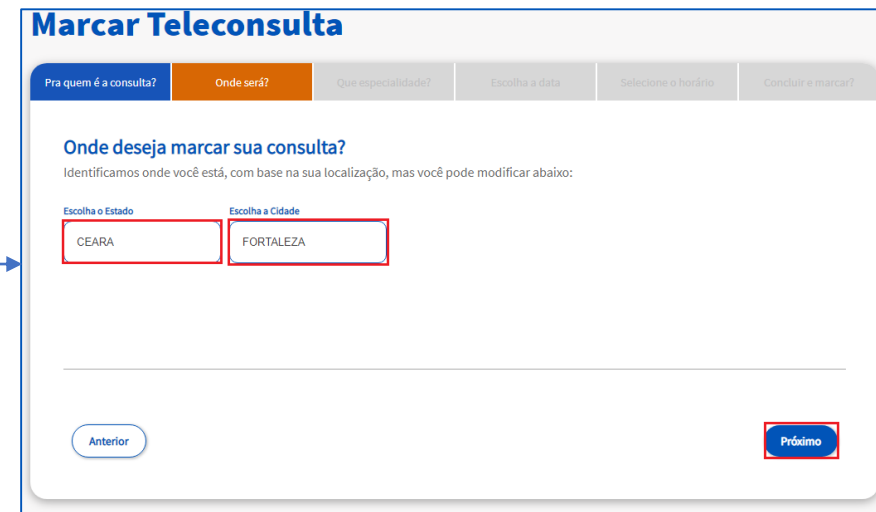 Marcar Teleconsulta
Pra quem é a consulta? Onde será? Que especialidade? Escolha a data Selecione o horário Concluir e marcar?
Onde deseja marcar sua consulta?
Identificamos onde você está, com base na sua localização, mas você pode modificar abaixo:
Escolha o Estado Escolha a Cidade
CEARA FORTALEZA
Anterior Próximo